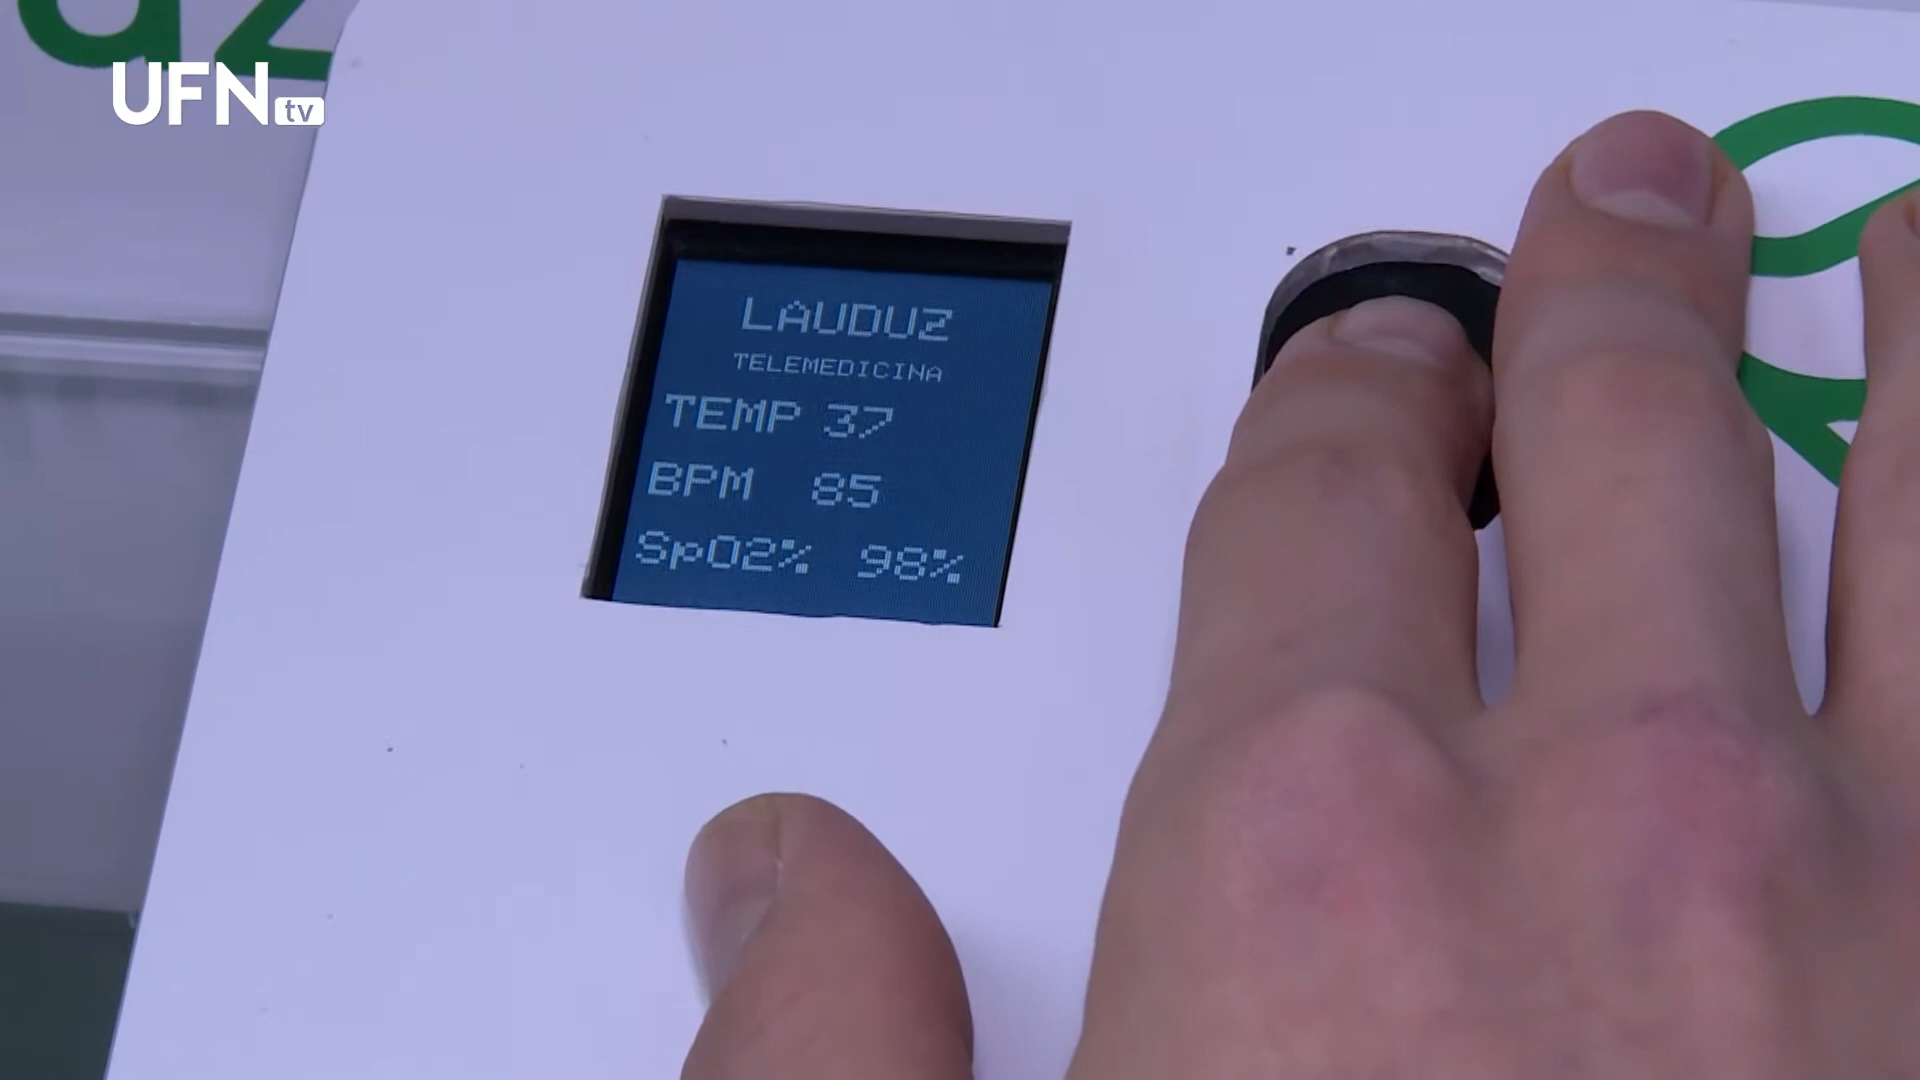 UFN tv
LAUDUZ
TELEMEDICINA
TEMP 37
BPM 85
SpO2% 98%